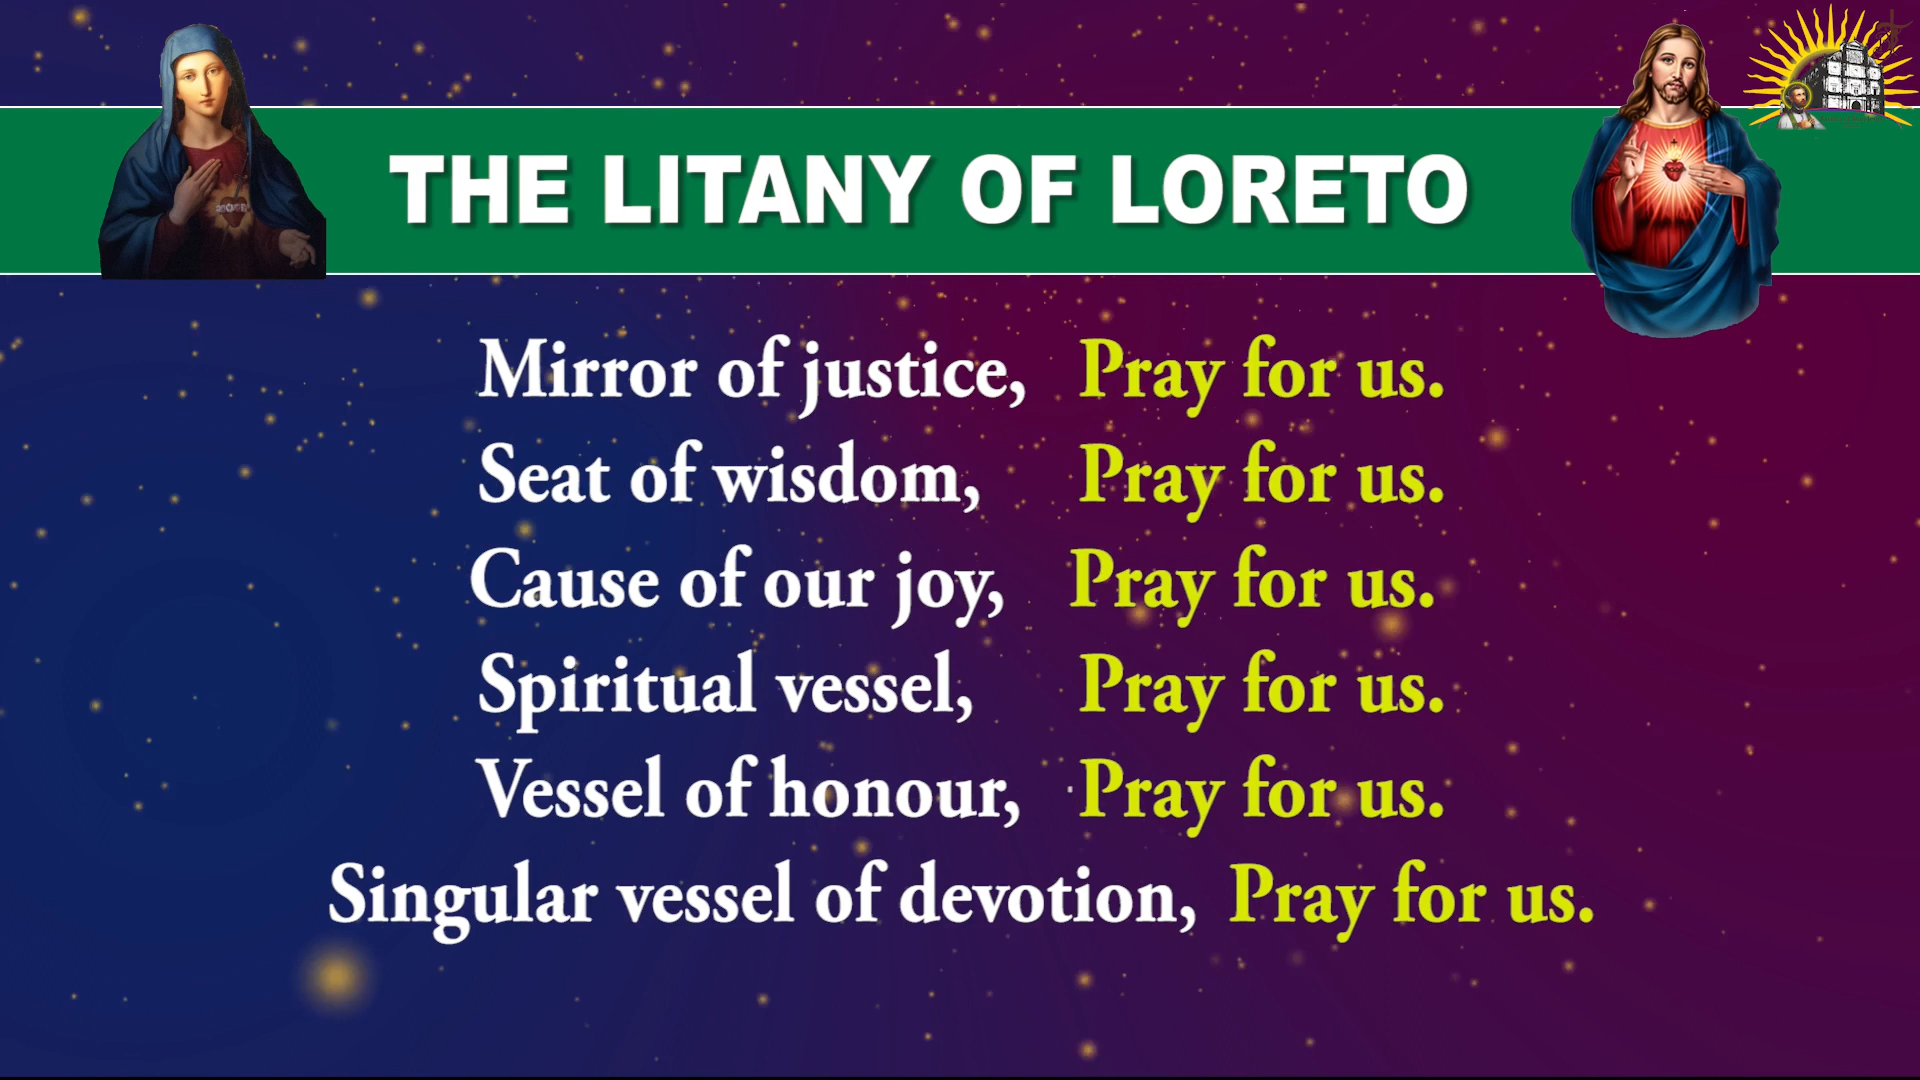 THE LITANY OF LORETO
Mirror of justice, Pray for us.
Seat of wisdom, Pray for us.
Cause of our joy, Pray for us.
Spiritual vessel, Pray for us.
Vessel of honour, Pray for us.
Singular vessel of devotion, Pray for us.